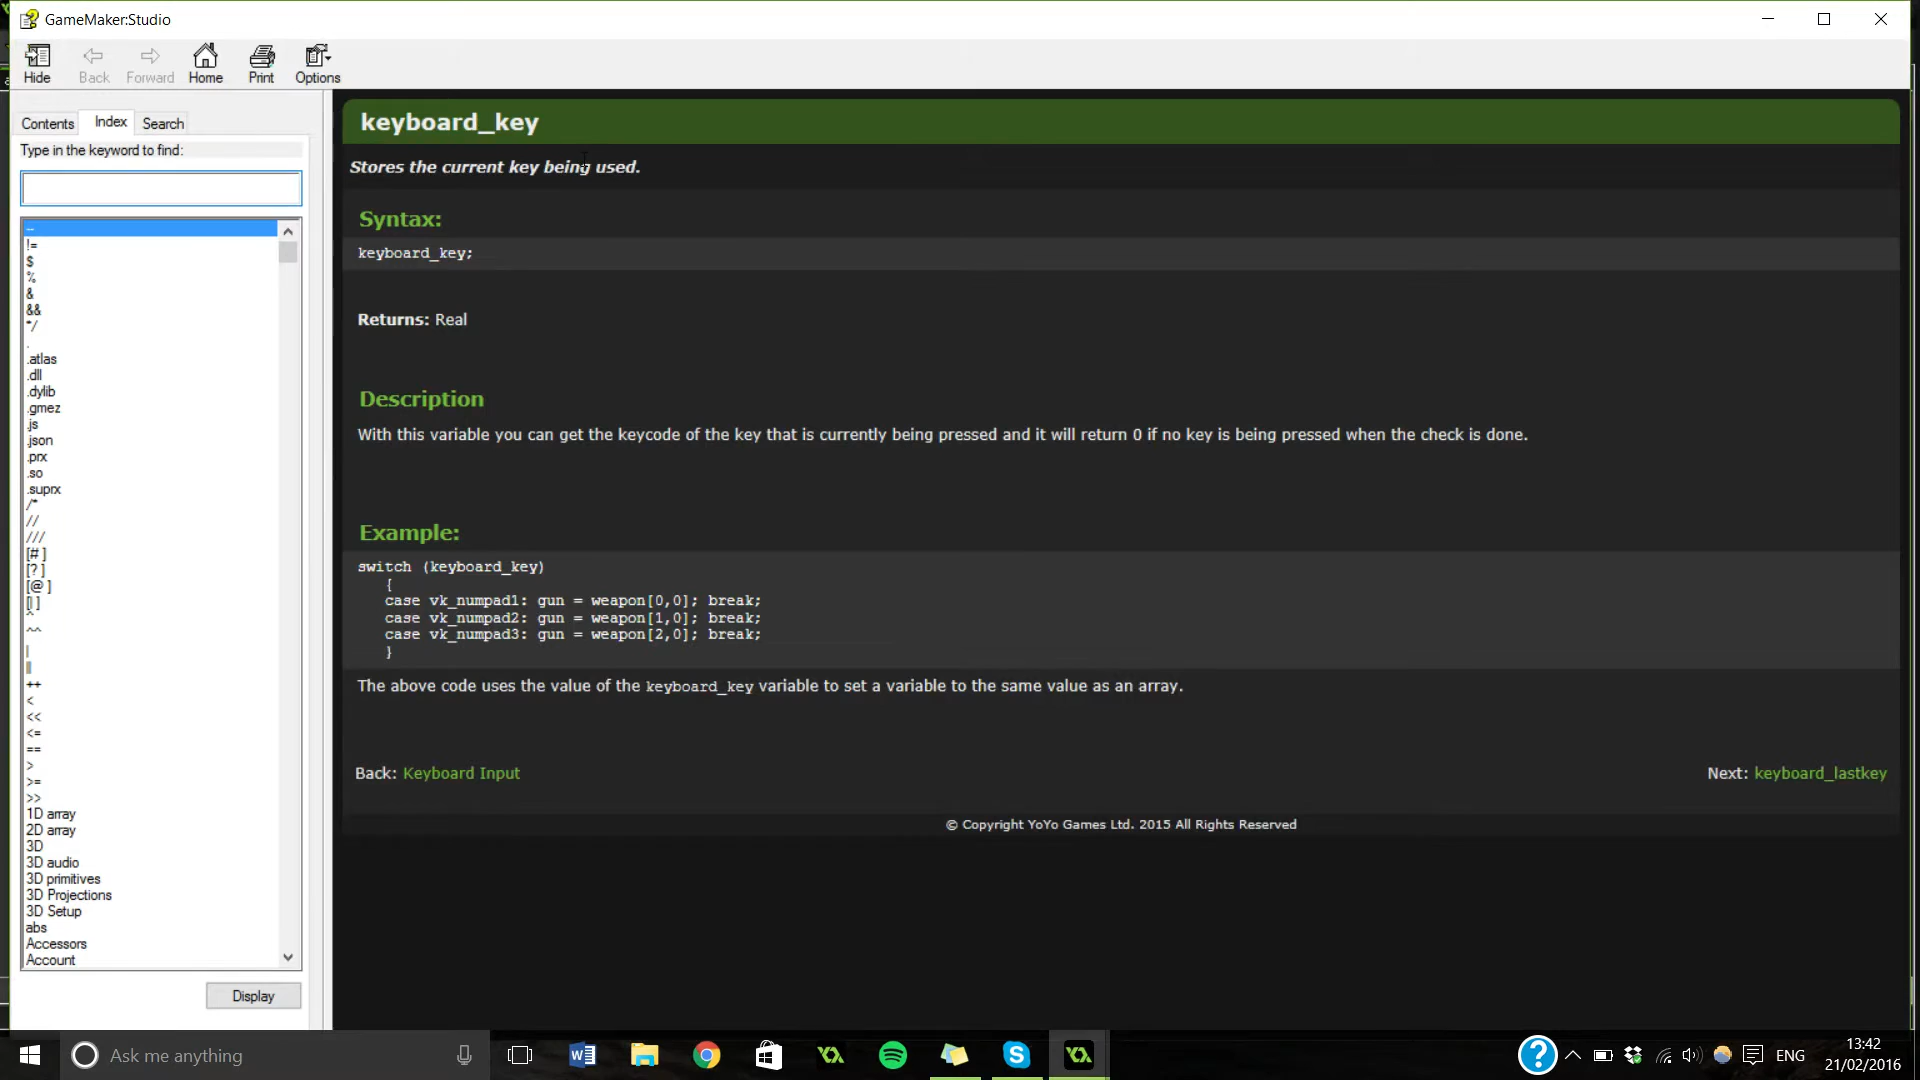 GameMaker:Studio
Hide
Back
Forward
Home
Print
Options
Contents
Index
Search
Type in the keyword to find:
--
!=
$
%
&
&&
*/
.
.atlas
.dll
.dylib
.gmez
.js
.json
.prx
.so
.suprx
/*
//
///
[# ]
[? ]
[@ ]
[| ]
^
^^
|
||
++
<
<<
<=
==
>
>=
>>
1D array
2D array
3D
3D audio
3D primitives
3D Projections
3D Setup
abs
Accessors
Account
Display
keyboard_key
Stores the current key being used.
Syntax:
keyboard_key;
Returns: Real
Description
With this variable you can get the keycode of the key that is currently being pressed and it will return 0 if no key is being pressed when the check is done.
Example:
switch (keyboard_key)
{
case vk_numpad1: gun = weapon[0,0]; break;
case vk_numpad2: gun = weapon[1,0]; break;
case vk_numpad3: gun = weapon[2,0]; break;
}
The above code uses the value of the keyboard_key variable to set a variable to the same value as an array.
Back: Keyboard Input
Next: keyboard_lastkey
© Copyright YoYo Games Ltd. 2015 All Rights Reserved
Ask me anything
ENG
13:42
21/02/2016